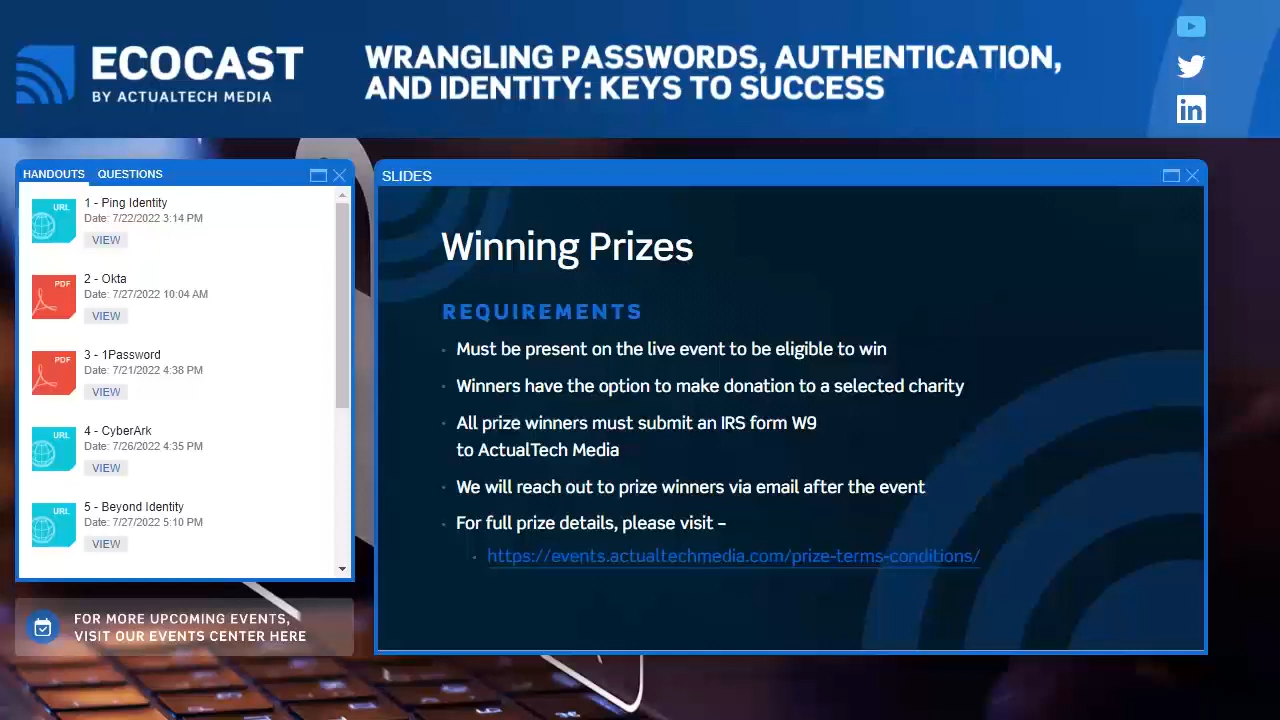 ECOCAST
BY ACTUALTECH MEDIA
WRANGLING PASSWORDS, AUTHENTICATION,
AND IDENTITY: KEYS TO SUCCESS
in
HANDOUTS QUESTIONS
URL
1 - Ping Identity
Date: 7/22/2022 3:14 PM
VIEW
PDF
2 - Okta
Date: 7/27/2022 10:04 AM
VIEW
PDF
3 - 1Password
Date: 7/21/2022 4:38 PM
VIEW
URL
4 - CyberArk
Date: 7/26/2022 4:35 PM
VIEW
URL
5 - Beyond Identity
Date: 7/27/2022 5:10 PM
VIEW
FOR MORE UPCOMING EVENTS,
VISIT OUR EVENTS CENTER HERE
SLIDES
Winning Prizes
REQUIREMENTS
· Must be present on the live event to be eligible to win
· Winners have the option to make donation to a selected charity
· All prize winners must submit an IRS form W9
to ActualTech Media
· We will reach out to prize winners via email after the event
· For full prize details, please visit –
· https://events.actualtechmedia.com/prize-terms-conditions/